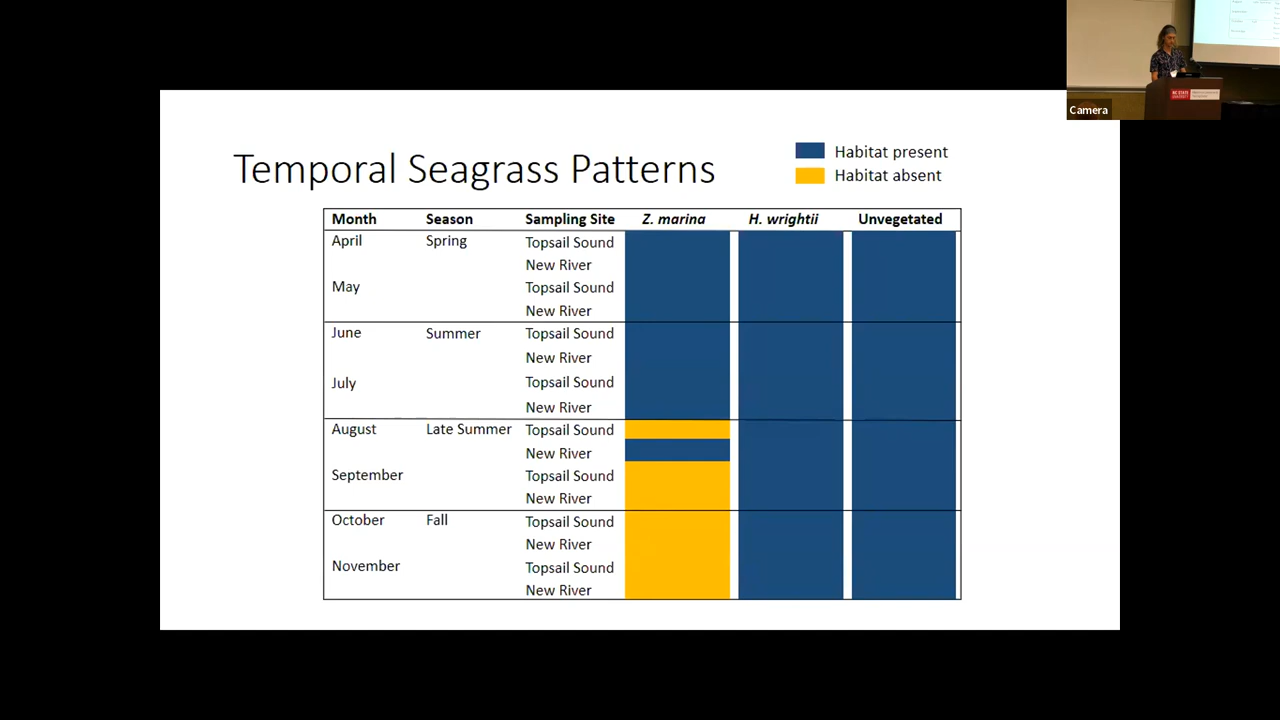 Camera
Temporal Seagrass Patterns
Habitat present
Habitat absent
Month Season Sampling Site Z. marina H. wrightii Unvegetated
April Spring Topsail Sound
New River
May Topsail Sound
New River
June Summer Topsail Sound
New River
July Topsail Sound
New River
August Late Summer Topsail Sound
New River
September Topsail Sound
New River
October Fall Topsail Sound
New River
November Topsail Sound
New River
NC STATE